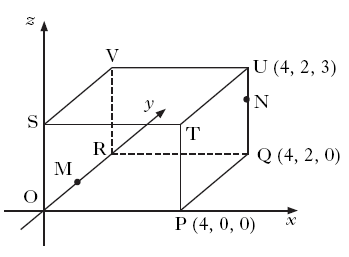 z
V
U (4, 2, 3)
y
N
S
T
R
M
Q (4, 2, 0)
O
P (4, 0, 0)
x